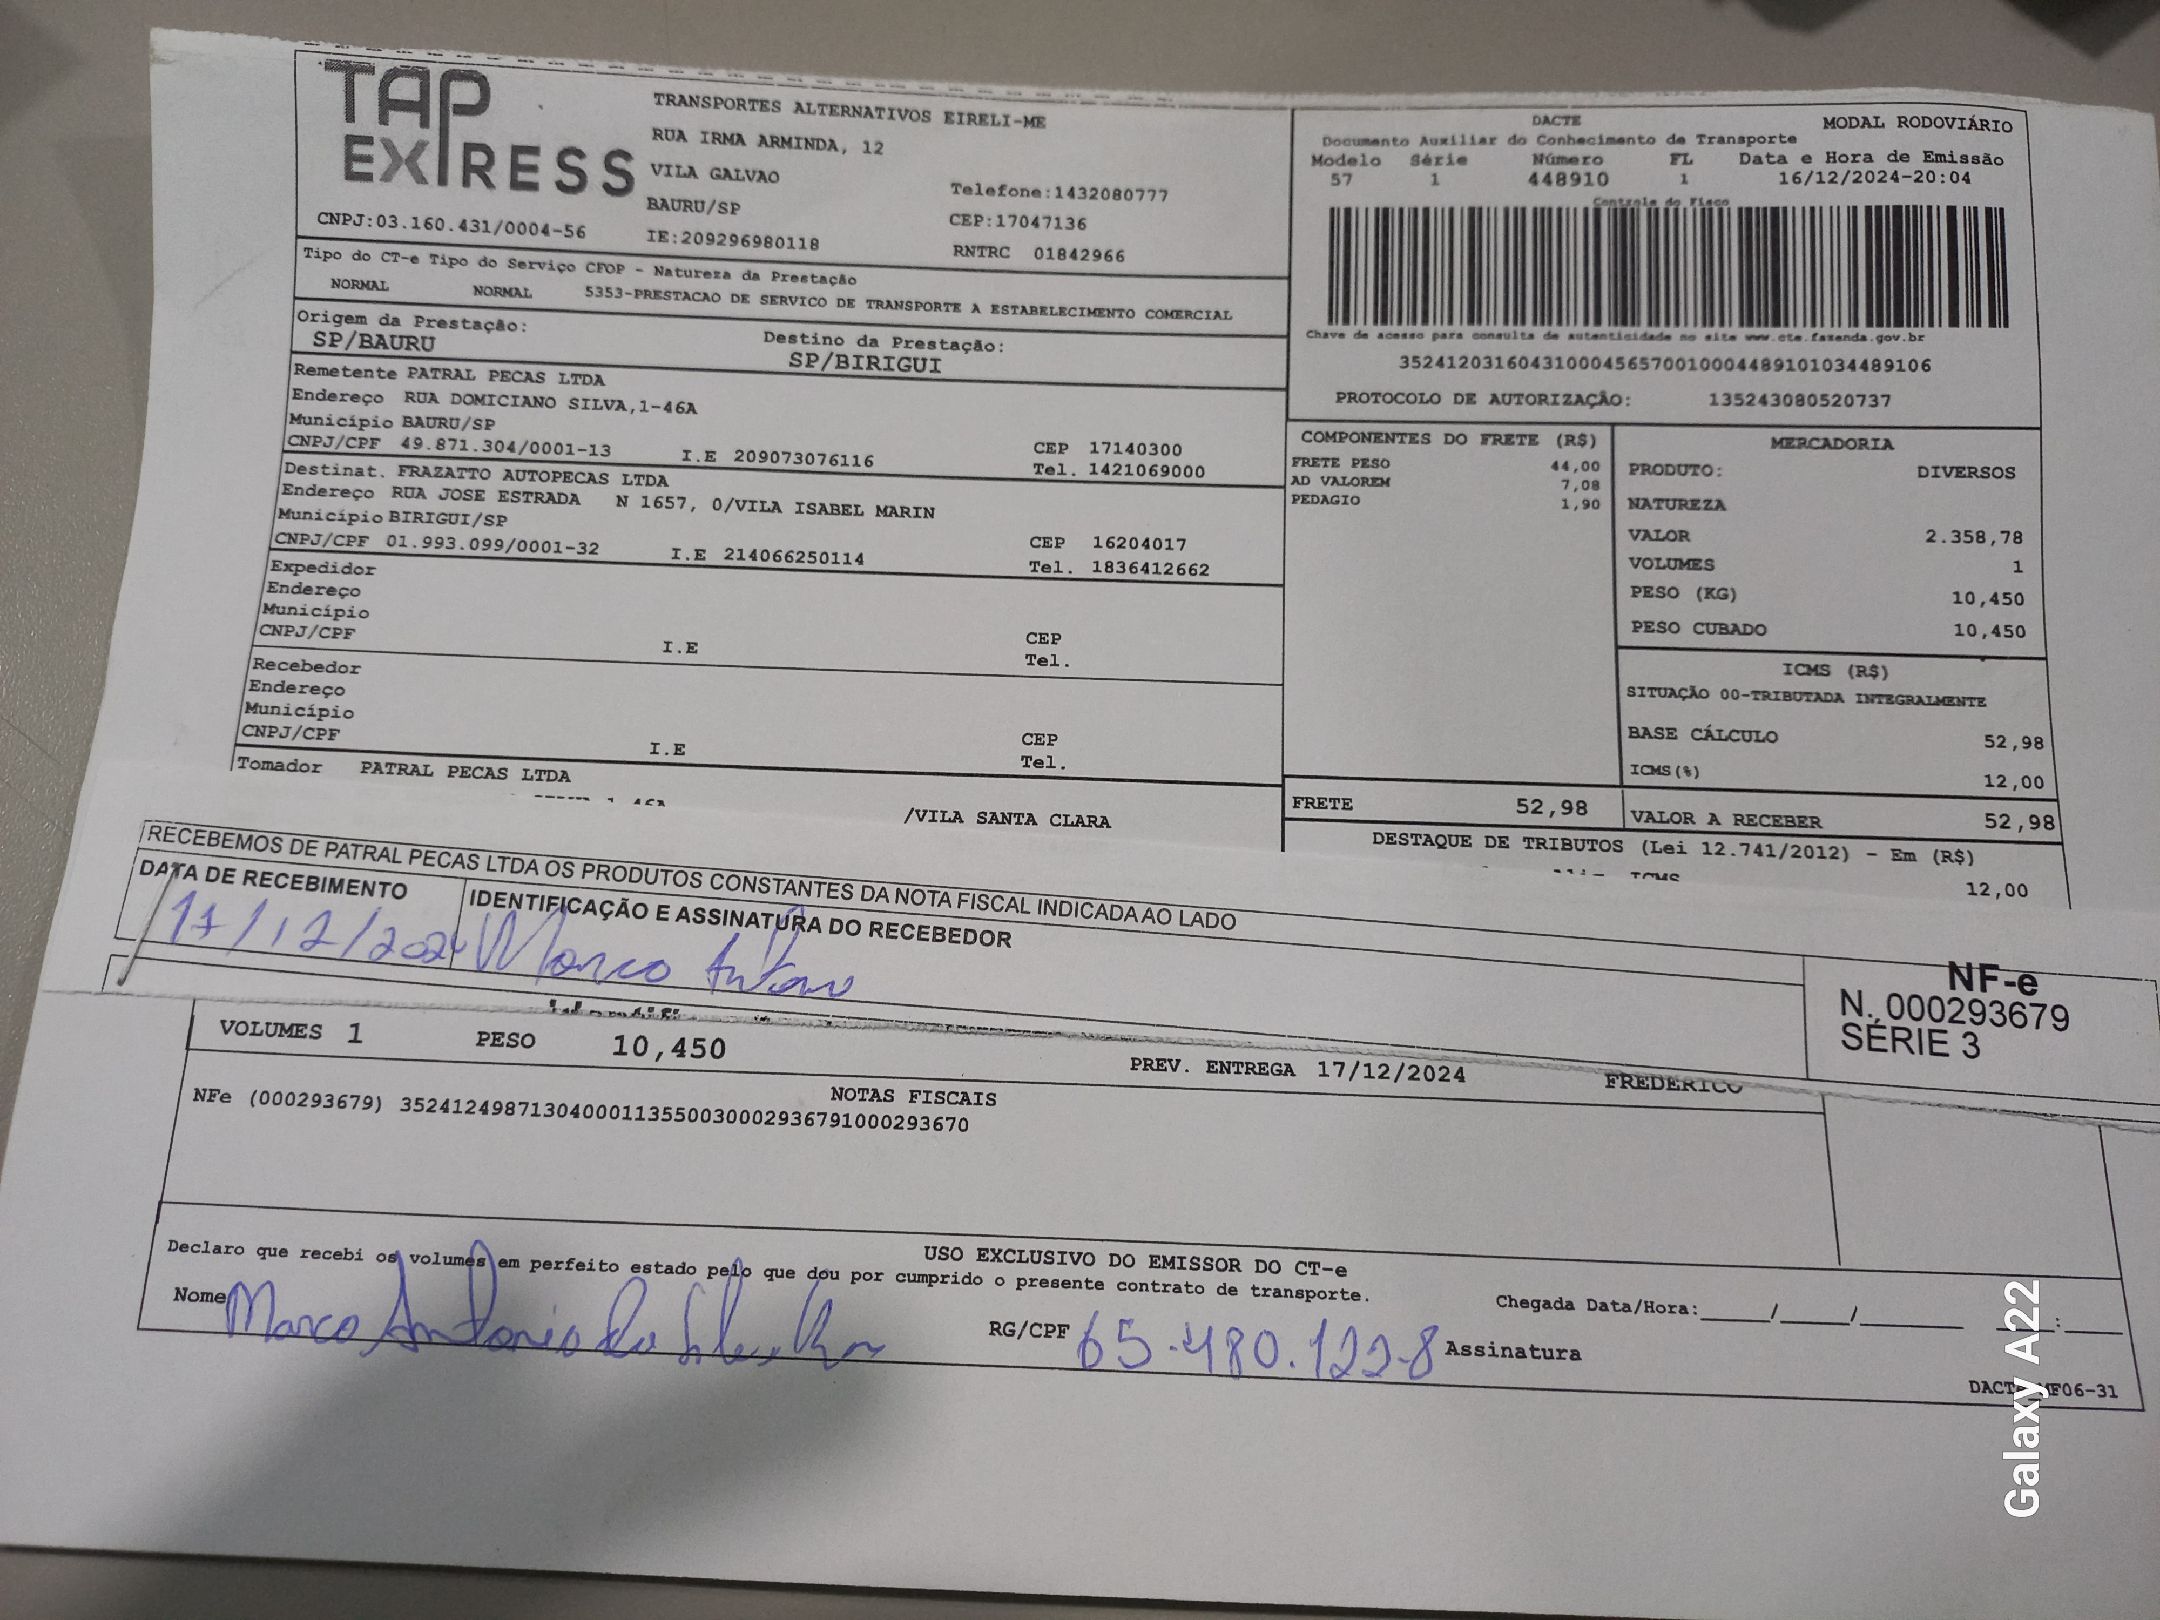 TAP EXPRESS
TRANSPORTES ALTERNATIVOS EIRELI-ME
RUA IRMA ARMINDA, 12
VILA GALVAO
BAURU/SP
IE:209296980118
Telefone:1432080777
CEP:17047136
RNTRC 01842966
CNPJ:03.160.431/0004-56
DACTE
MODAL RODOVIÁRIO
Documento Auxiliar do Conhecimento de Transporte
Modelo Série Número FL Data e Hora de Emissão
57 1 448910 1 16/12/2024-20:04
Controle do Fisco
Chave de acesso para consulta de autenticidade no site www.cte.fazenda.gov.br
35241203160431000456570010004489101034489106
PROTOCOLO DE AUTORIZAÇÃO: 135243080520737
Tipo do CT-e Tipo do Serviço CFOP - Natureza da Prestação
NORMAL NORMAL 5353-PRESTACAO DE SERVICO DE TRANSPORTE A ESTABELECIMENTO COMERCIAL
Origem da Prestação: Destino da Prestação:
SP/BAURU SP/BIRIGUI
Remetente PATRAL PECAS LTDA
Endereço RUA DOMICIANO SILVA,1-46A
Município BAURU/SP CEP 17140300
CNPJ/CPF 49.871.304/0001-13 I.E 209073076116 Tel. 1421069000
Destinat. FRAZATTO AUTOPECAS LTDA
Endereço RUA JOSE ESTRADA N 1657, 0/VILA ISABEL MARIN
Município BIRIGUI/SP CEP 16204017
CNPJ/CPF 01.993.099/0001-32 I.E 214066250114 Tel. 1836412662
Expedidor
Endereço
Município CEP
CNPJ/CPF I.E Tel.
Recebedor
Endereço
Município CEP
CNPJ/CPF I.E Tel.
Tomador PATRAL PECAS LTDA
/VILA SANTA CLARA
COMPONENTES DO FRETE (R$)
FRETE PESO 44,00
AD VALOREM 7,08
PEDAGIO 1,90
FRETE 52,98
MERCADORIA
PRODUTO: DIVERSOS
NATUREZA
VALOR 2.358,78
VOLUMES 1
PESO (KG) 10,450
PESO CUBADO 10,450
ICMS (R$)
SITUAÇÃO 00-TRIBUTADA INTEGRALMENTE
BASE CÁLCULO 52,98
ICMS(%) 12,00
VALOR A RECEBER 52,98
DESTAQUE DE TRIBUTOS (Lei 12.741/2012) - Em (R$)
ICMS 12,00
RECEBEMOS DE PATRAL PECAS LTDA OS PRODUTOS CONSTANTES DA NOTA FISCAL INDICADA AO LADO
DATA DE RECEBIMENTO IDENTIFICAÇÃO E ASSINATURA DO RECEBEDOR
17/12/2024 Marco Antonio
NF-e
N. 000293679
SÉRIE 3
VOLUMES 1 PESO 10,450 PREV. ENTREGA 17/12/2024 FREDERICO
NOTAS FISCAIS
NFe (000293679) 35241249871304000113550030002936791000293670
USO EXCLUSIVO DO EMISSOR DO CT-e
Declaro que recebi os volumes em perfeito estado pelo que dou por cumprido o presente contrato de transporte.
Nome Marco Antonio da RG/CPF 65.480.122-8 Assinatura
Chegada Data/Hora:_____/_____/________ ____:____
DACTE MF06-31
Galaxy A22